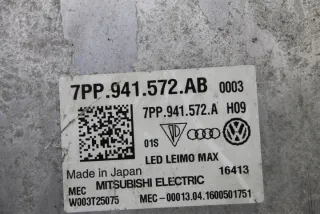 7PP.941.572.AB 0003
7PP.941.572.A H09
01S
LED LEIMO MAX
Made in Japan 16413
MEC MITSUBISHI ELECTRIC
W003T25075 MEC-00013.04.1600501751